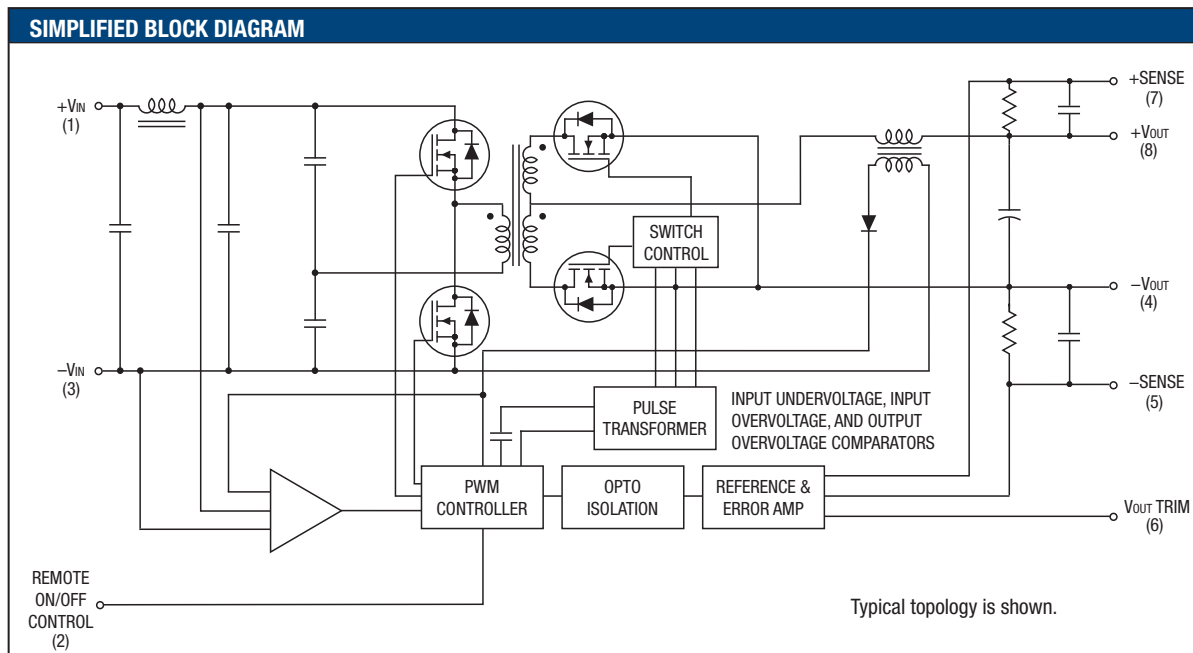 SIMPLIFIED BLOCK DIAGRAM
+VIN
(1)
+SENSE
(7)
+VOUT
(8)
SWITCH
CONTROL
−VOUT
(4)
−VIN
(3)
−SENSE
(5)
PULSE
TRANSFORMER
INPUT UNDERVOLTAGE, INPUT
OVERVOLTAGE, AND OUTPUT
OVERVOLTAGE COMPARATORS
PWM
CONTROLLER
OPTO
ISOLATION
REFERENCE &
ERROR AMP
VOUT TRIM
(6)
REMOTE
ON/OFF
CONTROL
(2)
Typical topology is shown.